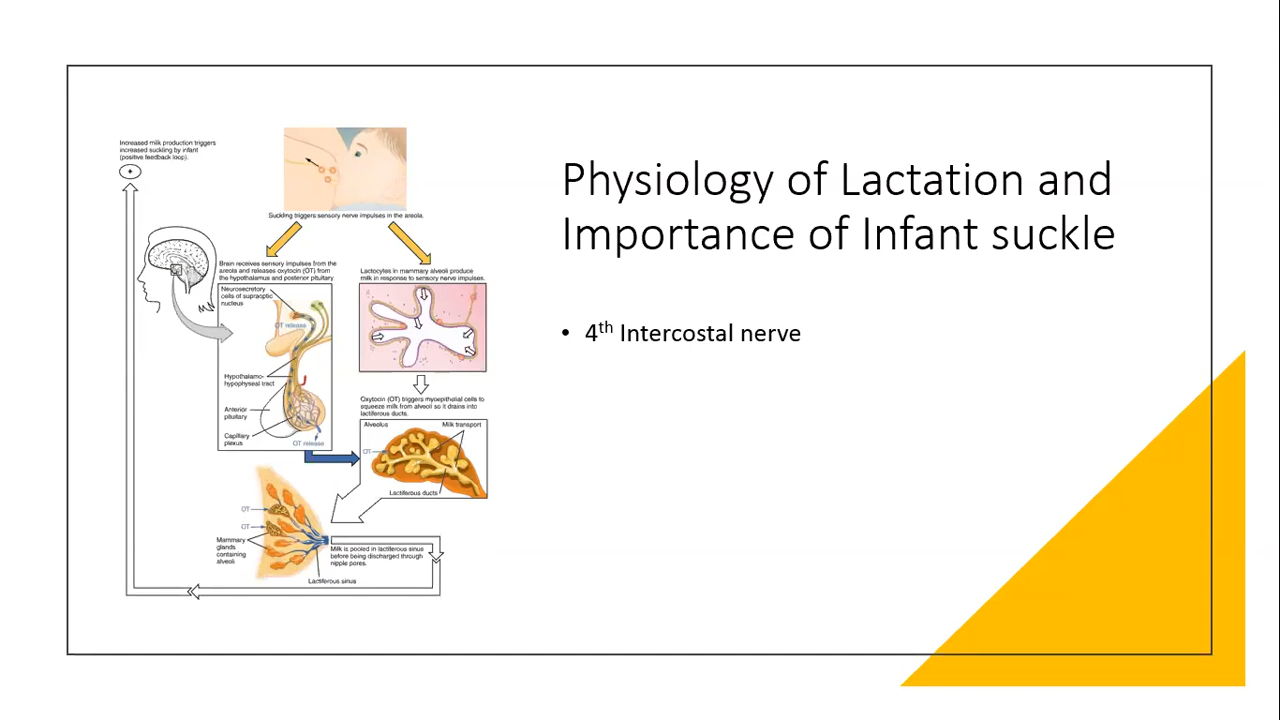 Physiology of Lactation and
Importance of Infant suckle
• 4th Intercostal nerve
Increased milk production triggers
increased suckling by infant
(positive feedback loop).
Suckling triggers sensory nerve impulses in the areola.
Brain receives sensory impulses from the
areola and releases oxytocin (OT) from
the hypothalamus and posterior pituitary
Neurosecretory
cells of supraoptic
nucleus
OT release
Hypothalamo-
hypophyseal tract
Anterior
pituitary
Capillary
plexus
OT release
Lactocytes in mammary alveoli produce
milk in response to sensory nerve impulses.
Oxytocin (OT) triggers myoepithelial cells to
squeeze milk from alveoli so it drains into
lactiferous ducts.
Alveolus
Milk transport
OT
Lactiferous ducts
OT
OT
Mammary
glands
containing
alveoli
Milk is pooled in lactiferous sinus
before being discharged through
nipple pores.
Lactiferous sinus